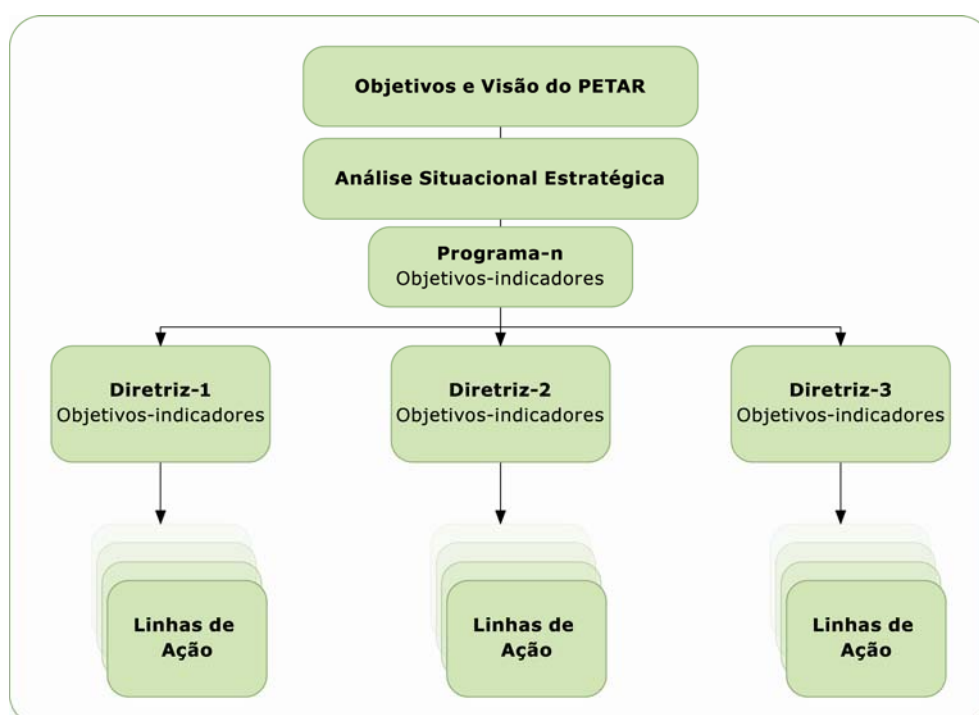 Objetivos e Visão do PETAR
Análise Situacional Estratégica
Programa-n
Objetivos-indicadores
Diretriz-1
Objetivos-indicadores
Diretriz-2
Objetivos-indicadores
Diretriz-3
Objetivos-indicadores
Linhas de
Ação
Linhas de
Ação
Linhas de
Ação